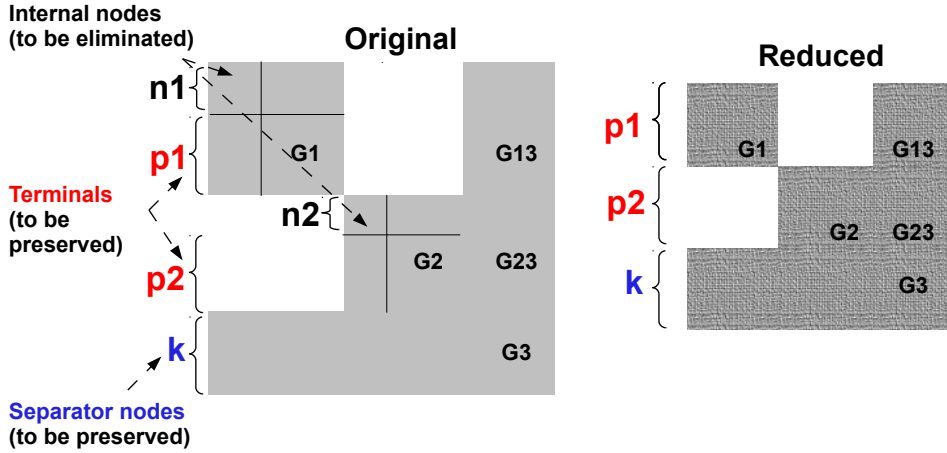 Internal nodes
(to be eliminated)
Original
Reduced
n1
p1
G1
G13
p1
G1
G13
Terminals
(to be
preserved)
n2
p2
G2
G23
p2
G2
G23
k
G3
k
G3
Separator nodes
(to be preserved)